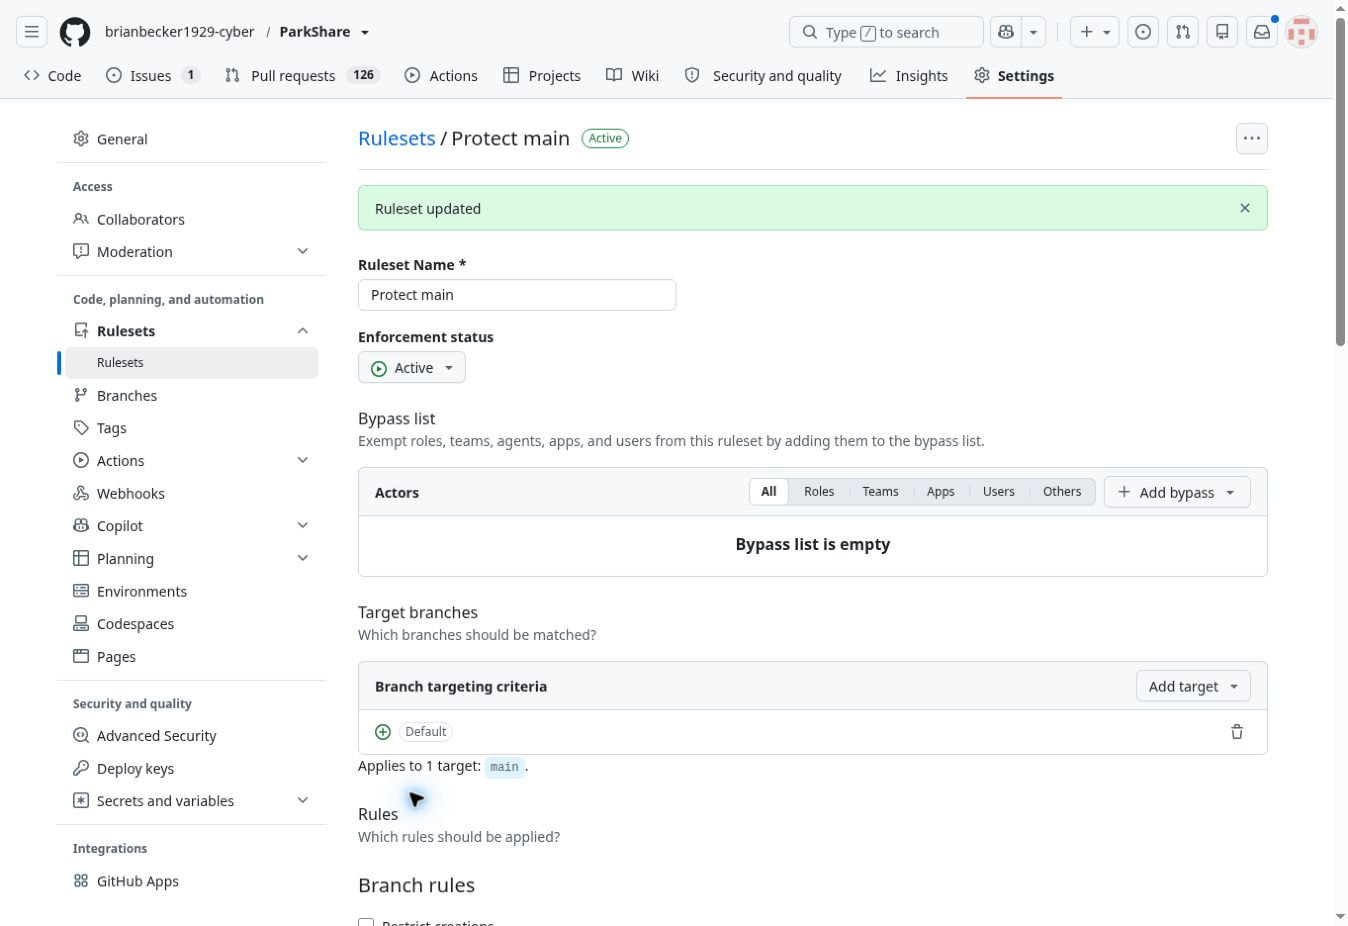 brianbecker1929-cyber / ParkShare
Type / to search
Code
Issues 1
Pull requests 126
Actions
Projects
Wiki
Security and quality
Insights
Settings
General
Access
Collaborators
Moderation
Code, planning, and automation
Rulesets
Rulesets
Branches
Tags
Actions
Webhooks
Copilot
Planning
Environments
Codespaces
Pages
Security and quality
Advanced Security
Deploy keys
Secrets and variables
Integrations
GitHub Apps
Rulesets / Protect main Active
Ruleset updated
Ruleset Name *
Protect main
Enforcement status
Active
Bypass list
Exempt roles, teams, agents, apps, and users from this ruleset by adding them to the bypass list.
Actors All Roles Teams Apps Users Others Add bypass
Bypass list is empty
Target branches
Which branches should be matched?
Branch targeting criteria Add target
Default
Applies to 1 target: main.
Rules
Which rules should be applied?
Branch rules
Restrict creations